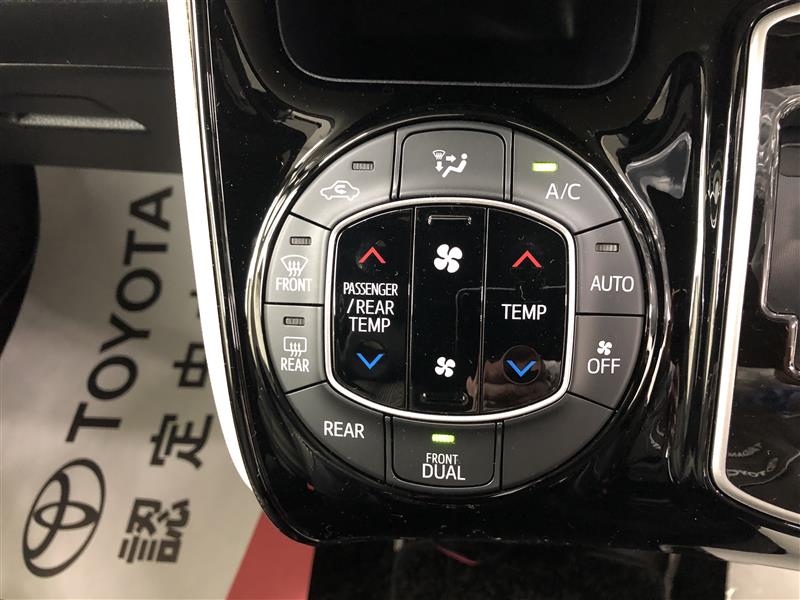 A/C
FRONT
AUTO
PASSENGER
/REAR
TEMP
TEMP
REAR
OFF
REAR
FRONT
DUAL
TOYOTA
認定中